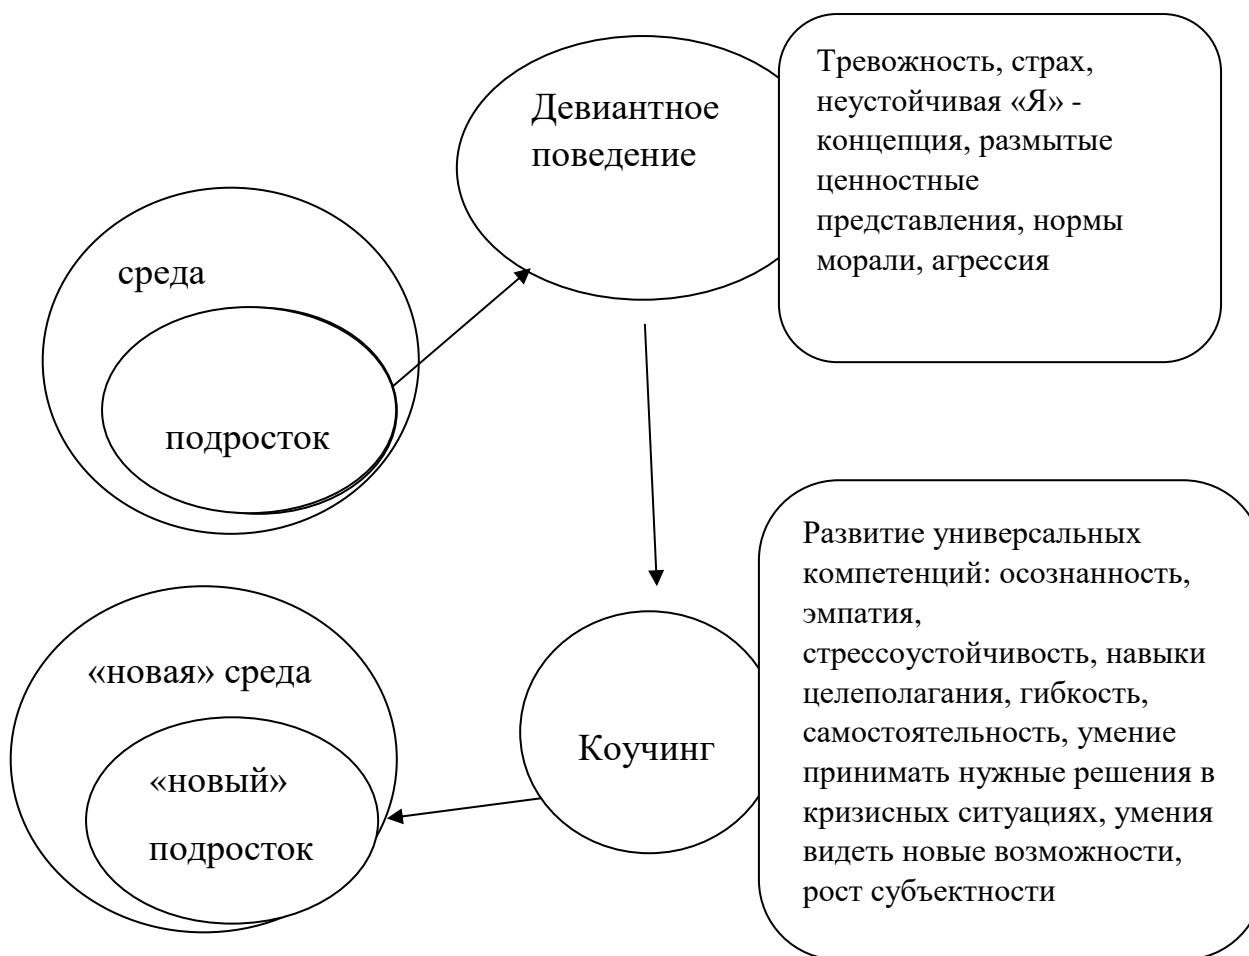 Девиантное
поведение
Тревожность, страх,
неустойчивая «Я» -
концепция, размытые
ценностные
представления, нормы
морали, агрессия
среда
подросток
«новая» среда
«новый»
подросток
Коучинг
Развитие универсальных
компетенций: осознанность,
эмпатия,
стрессоустойчивость, навыки
целеполагания, гибкость,
самостоятельность, умение
принимать нужные решения в
кризисных ситуациях, умения
видеть новые возможности,
рост субъектности